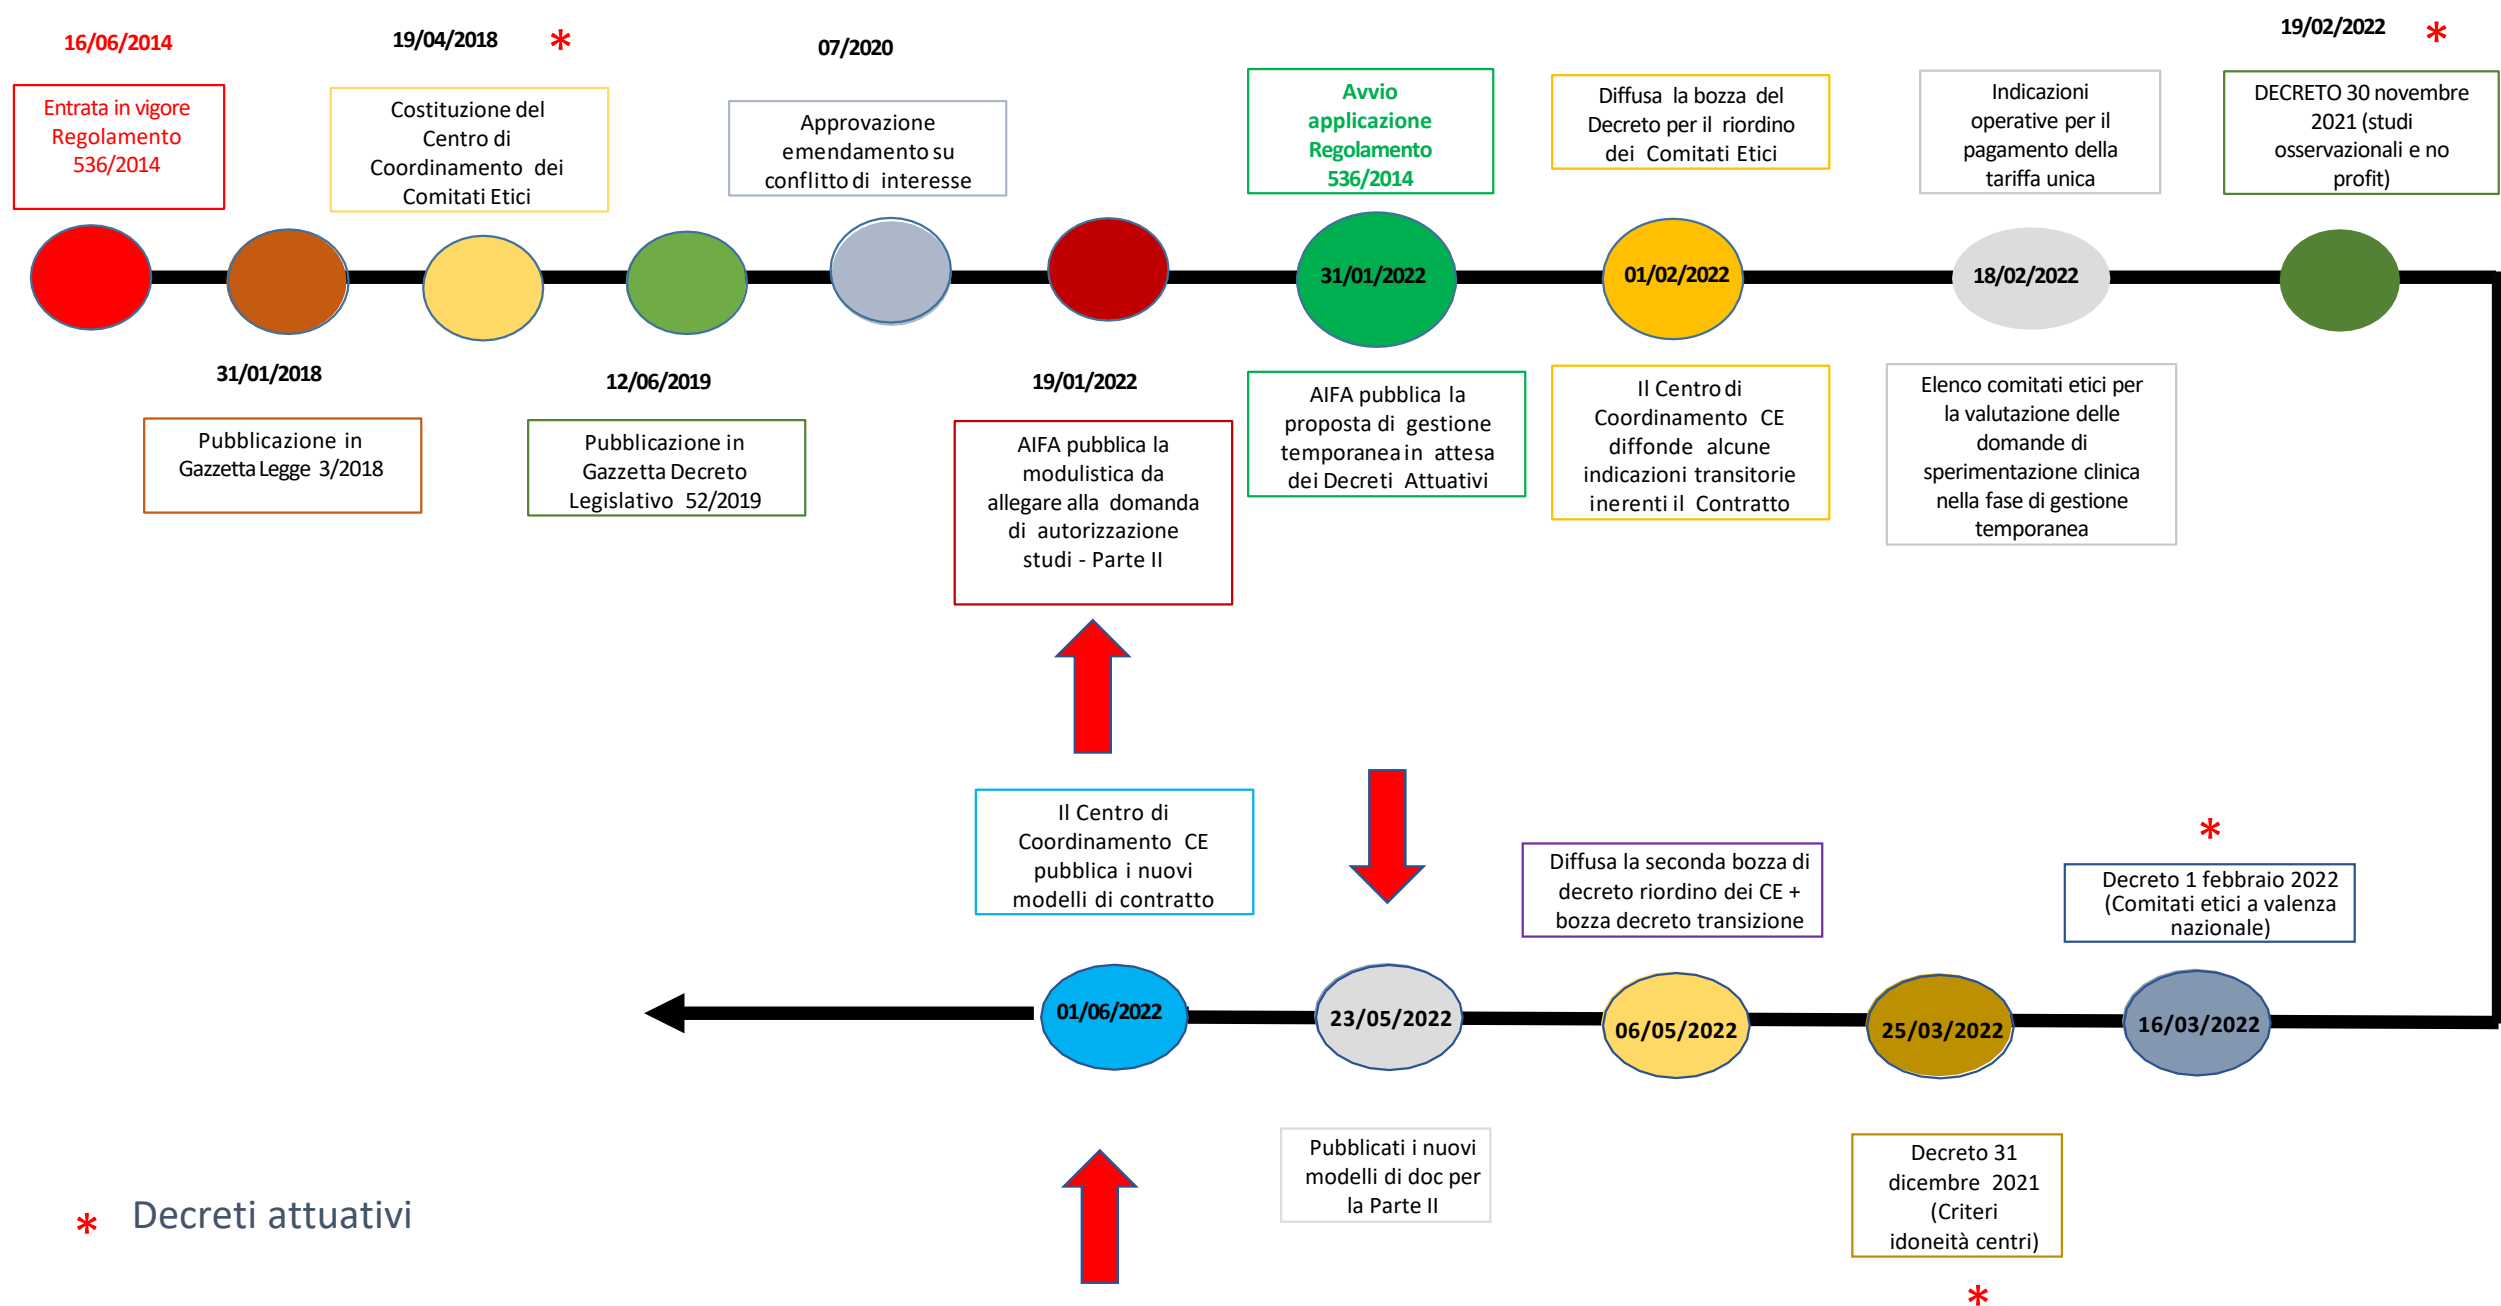 16/06/2014
Entrata in vigore
Regolamento
536/2014
31/01/2018
Pubblicazione in
Gazzetta Legge 3/2018
19/04/2018 *
Costituzione del
Centro di
Coordinamento dei
Comitati Etici
12/06/2019
Pubblicazione in
Gazzetta Decreto
Legislativo 52/2019
07/2020
Approvazione
emendamento su
conflitto di interesse
19/01/2022
AIFA pubblica la
modulistica da
allegare alla domanda
di autorizzazione
studi - Parte II
Avvio
applicazione
Regolamento
536/2014
31/01/2022
AIFA pubblica la
proposta di gestione
temporanea in attesa
dei Decreti Attuativi
Diffusa la bozza del
Decreto per il riordino
dei Comitati Etici
01/02/2022
Il Centro di
Coordinamento CE
diffonde alcune
indicazioni transitorie
inerenti il Contratto
Indicazioni
operative per il
pagamento della
tariffa unica
18/02/2022
Elenco comitati etici per
la valutazione delle
domande di
sperimentazione clinica
nella fase di gestione
temporanea
19/02/2022 *
DECRETO 30 novembre
2021 (studi
osservazionali e no
profit)
*
Decreto 1 febbraio 2022
(Comitati etici a valenza
nazionale)
16/03/2022
25/03/2022
Decreto 31
dicembre 2021
(Criteri
idoneità centri)
*
Diffusa la seconda bozza di
decreto riordino dei CE +
bozza decreto transizione
06/05/2022
23/05/2022
Pubblicati i nuovi
modelli di doc per
la Parte II
Il Centro di
Coordinamento CE
pubblica i nuovi
modelli di contratto
01/06/2022
* Decreti attuativi